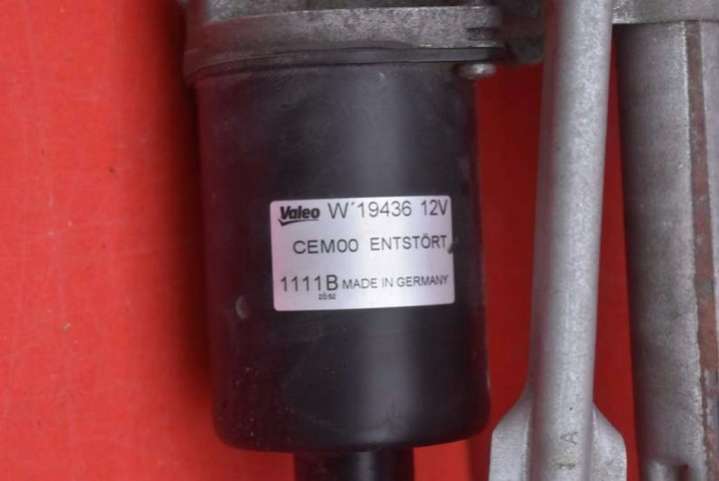 Valeo W´19436 12V
CEM00 ENTSTÖRT
1111B MADE IN GERMANY
A